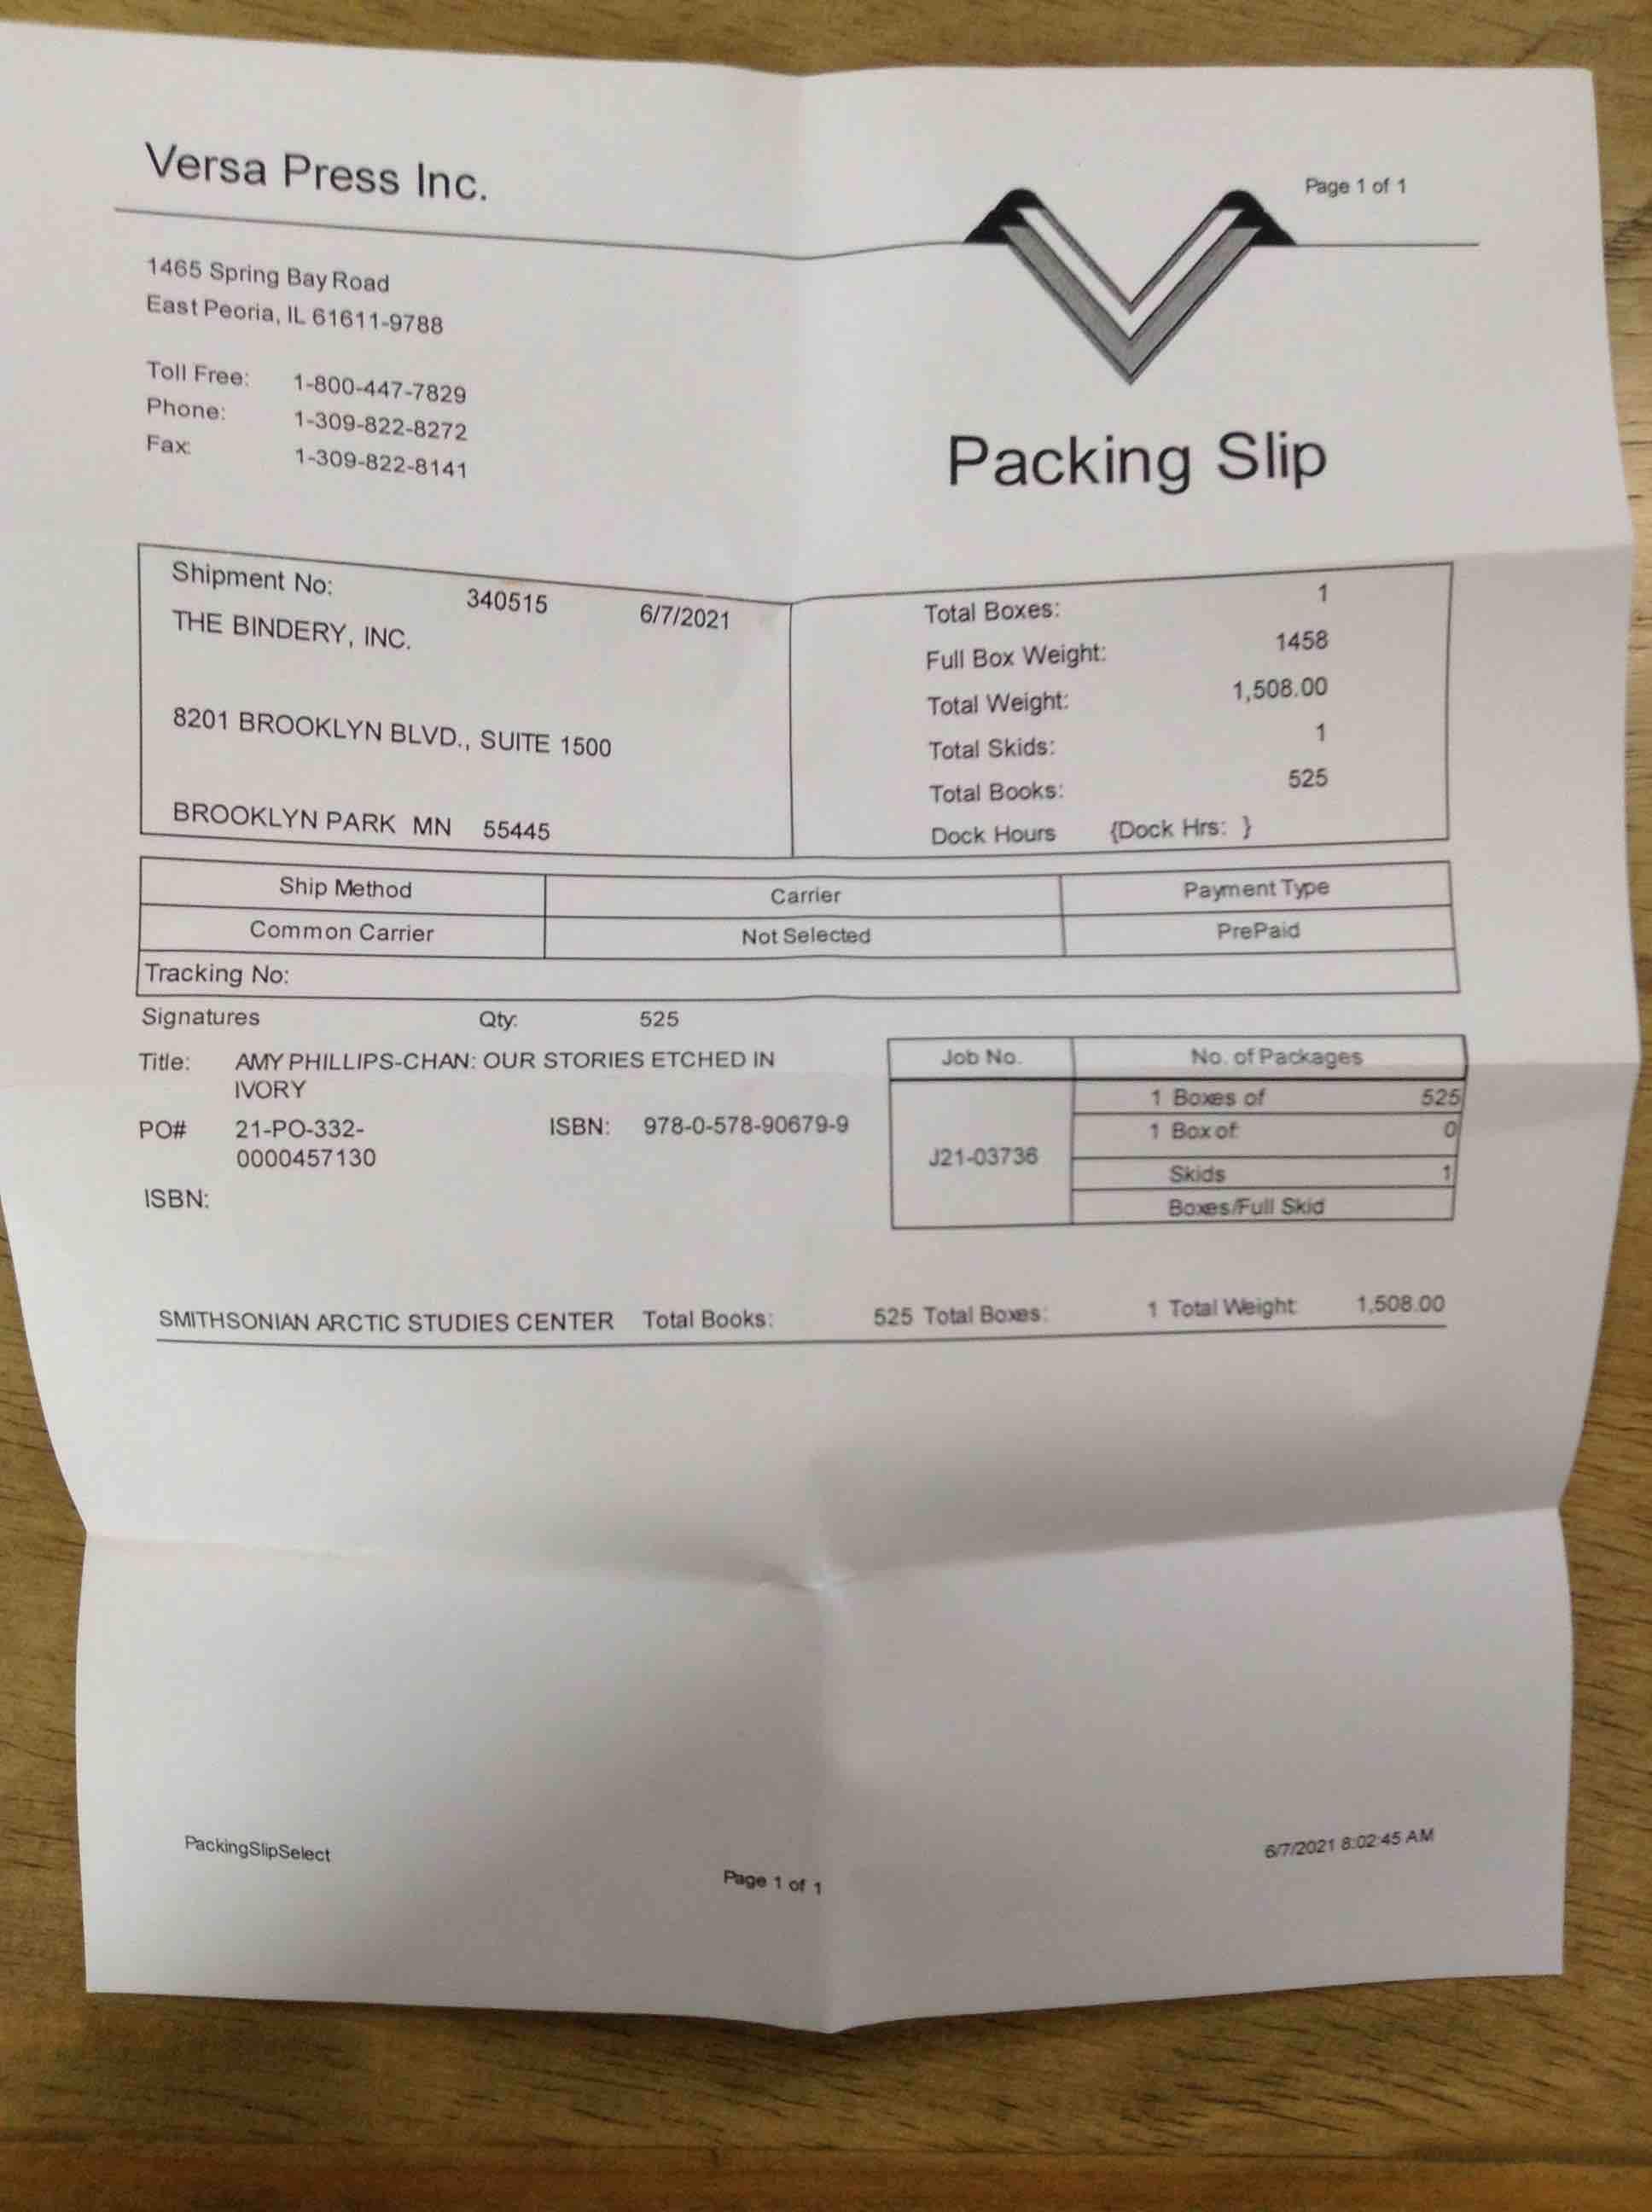 Versa Press Inc.
Page 1 of 1
1465 Spring Bay Road
East Peoria, IL 61611-9788
Toll Free: 1-800-447-7829
Phone: 1-309-822-8272
Fax: 1-309-822-8141
Packing Slip
Shipment No: 340515 6/7/2021
THE BINDERY, INC.
8201 BROOKLYN BLVD., SUITE 1500
BROOKLYN PARK MN 55445
Total Boxes: 1
Full Box Weight: 1458
Total Weight: 1,508.00
Total Skids: 1
Total Books: 525
Dock Hours {Dock Hrs: }
Ship Method Carrier Payment Type
Common Carrier Not Selected PrePaid
Tracking No:
Signatures Qty: 525
Title: AMY PHILLIPS-CHAN: OUR STORIES ETCHED IN
IVORY
PO# 21-PO-332- ISBN: 978-0-578-90679-9
0000457130
ISBN:
Job No. No. of Packages
1 Boxes of 525
1 Box of: 0
J21-03736
Skids 1
Boxes/Full Skid
SMITHSONIAN ARCTIC STUDIES CENTER Total Books: 525 Total Boxes: 1 Total Weight: 1,508.00
PackingSlipSelect
Page 1 of 1
6/7/2021 8:02:45 AM